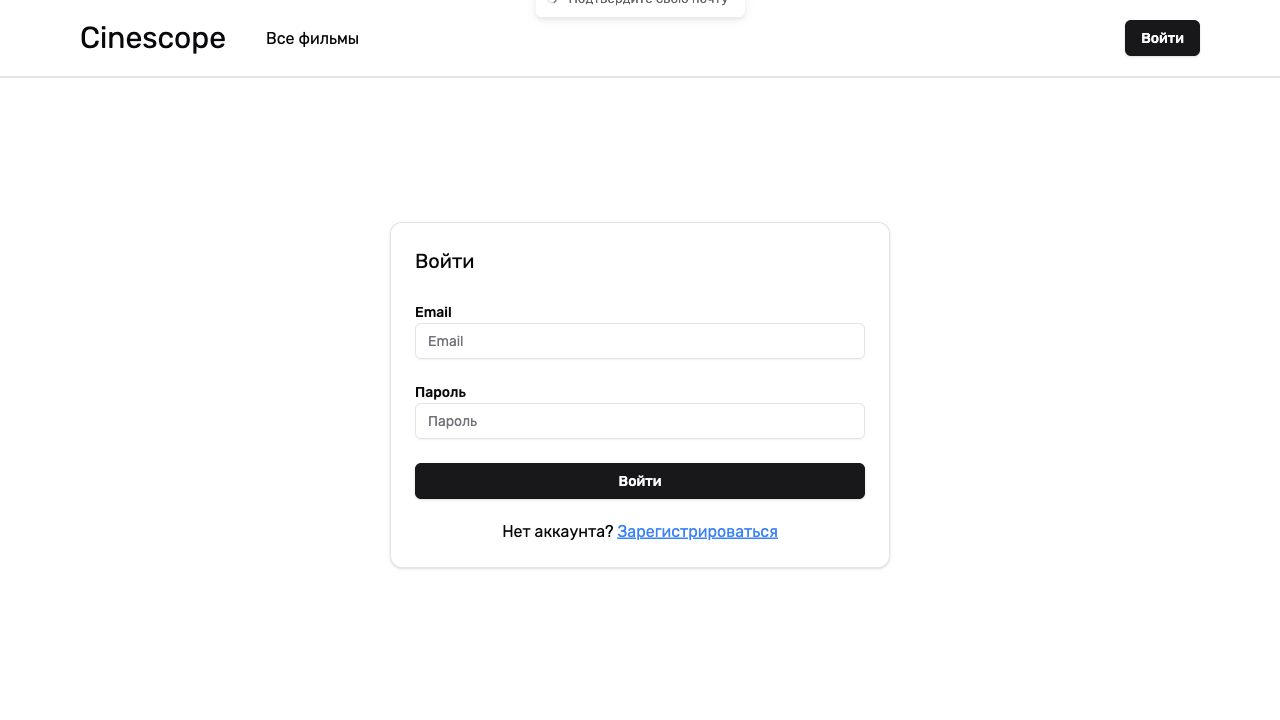 Подтвердите свою почту
Cinescope
Все фильмы
Войти
Войти
Email
Email
Пароль
Пароль
Войти
Нет аккаунта? Зарегистрироваться